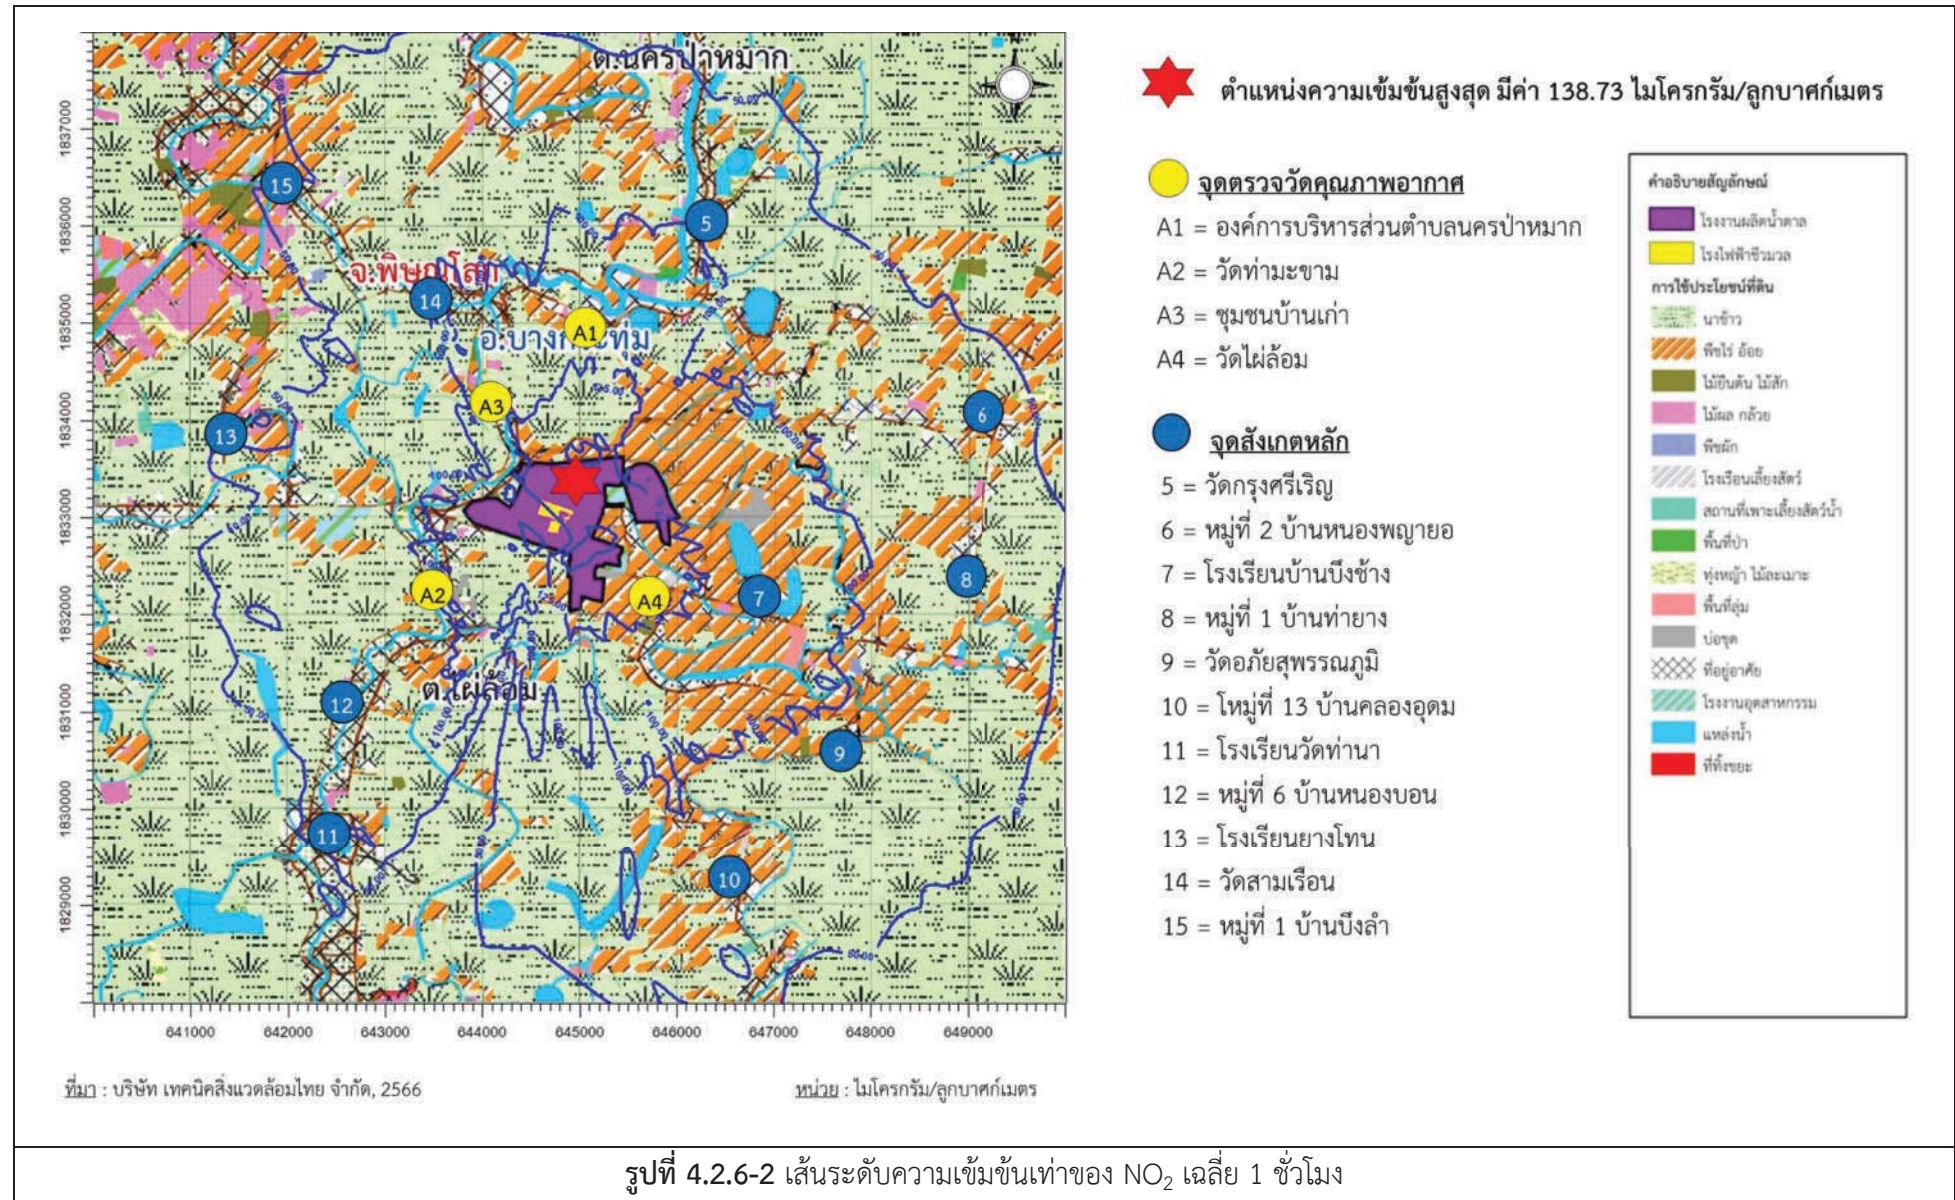 ต.นครป่าหมาก
จ.พิษณุโลก
อ.บางกระทุ่ม
ต.ไผ่ล้อม
N
1837000
1836000
1835000
1834000
1833000
1832000
1831000
1830000
1829000
641000 642000 643000 644000 645000 646000 647000 648000 649000
15
5
14
A1
A3
6
13
A2
A4
7
8
12
9
11
10
50.00
100.00
125.00
ที่มา : บริษัท เทคนิคสิ่งแวดล้อมไทย จำกัด, 2566
หน่วย : ไมโครกรัม/ลูกบาศก์เมตร
ตำแหน่งความเข้มข้นสูงสุด มีค่า 138.73 ไมโครกรัม/ลูกบาศก์เมตร
จุดตรวจวัดคุณภาพอากาศ
A1 = องค์การบริหารส่วนตำบลนครป่าหมาก
A2 = วัดท่ามะขาม
A3 = ชุมชนบ้านเก่า
A4 = วัดไผ่ล้อม
จุดสังเกตหลัก
5 = วัดกรุงศรีเริญ
6 = หมู่ที่ 2 บ้านหนองพญายอ
7 = โรงเรียนบ้านบึงช้าง
8 = หมู่ที่ 1 บ้านท่ายาง
9 = วัดอภัยสุพรรณภูมิ
10 = โหมู่ที่ 13 บ้านคลองอุดม
11 = โรงเรียนวัดท่านา
12 = หมู่ที่ 6 บ้านหนองบอน
13 = โรงเรียนยางโทน
14 = วัดสามเรือน
15 = หมู่ที่ 1 บ้านบึงลำ
คำอธิบายสัญลักษณ์
โรงงานผลิตน้ำตาล
โรงไฟฟ้าชีวมวล
การใช้ประโยชน์ที่ดิน
นาข้าว
พืชไร่ อ้อย
ไม้ยืนต้น ไม้สัก
ไม้ผล กล้วย
พืชผัก
โรงเรือนเลี้ยงสัตว์
สถานที่เพาะเลี้ยงสัตว์น้ำ
พื้นที่ป่า
ทุ่งหญ้า ไม้ละเมาะ
พื้นที่ลุ่ม
บ่อขุด
ที่อยู่อาศัย
โรงงานอุตสาหกรรม
แหล่งน้ำ
ที่ทิ้งขยะ
รูปที่ 4.2.6-2 เส้นระดับความเข้มข้นเท่าของ NO₂ เฉลี่ย 1 ชั่วโมง